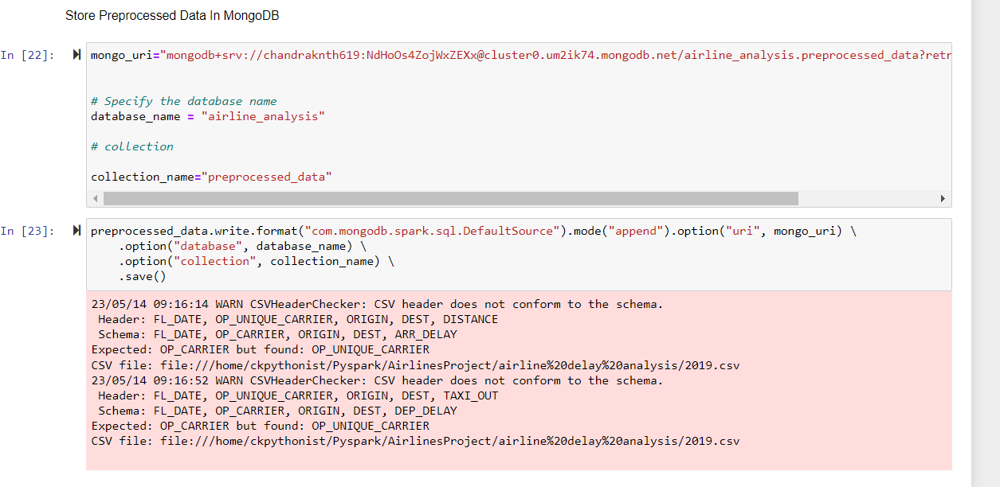 Store Preprocessed Data In MongoDB
In [22]:
mongo_uri="mongodb+srv://chandraknth619:NdHoOs4ZojWxZEXx@cluster0.um2ik74.mongodb.net/airline_analysis.preprocessed_data?retr
# Specify the database name
database_name = "airline_analysis"
# collection
collection_name="preprocessed_data"
In [23]:
preprocessed_data.write.format("com.mongodb.spark.sql.DefaultSource").mode("append").option("uri", mongo_uri) \
.option("database", database_name) \
.option("collection", collection_name) \
.save()
23/05/14 09:16:14 WARN CSVHeaderChecker: CSV header does not conform to the schema.
Header: FL_DATE, OP_UNIQUE_CARRIER, ORIGIN, DEST, DISTANCE
Schema: FL_DATE, OP_CARRIER, ORIGIN, DEST, ARR_DELAY
Expected: OP_CARRIER but found: OP_UNIQUE_CARRIER
CSV file: file:///home/ckpythonist/Pyspark/AirlinesProject/airline%20delay%20analysis/2019.csv
23/05/14 09:16:52 WARN CSVHeaderChecker: CSV header does not conform to the schema.
Header: FL_DATE, OP_UNIQUE_CARRIER, ORIGIN, DEST, TAXI_OUT
Schema: FL_DATE, OP_CARRIER, ORIGIN, DEST, DEP_DELAY
Expected: OP_CARRIER but found: OP_UNIQUE_CARRIER
CSV file: file:///home/ckpythonist/Pyspark/AirlinesProject/airline%20delay%20analysis/2019.csv